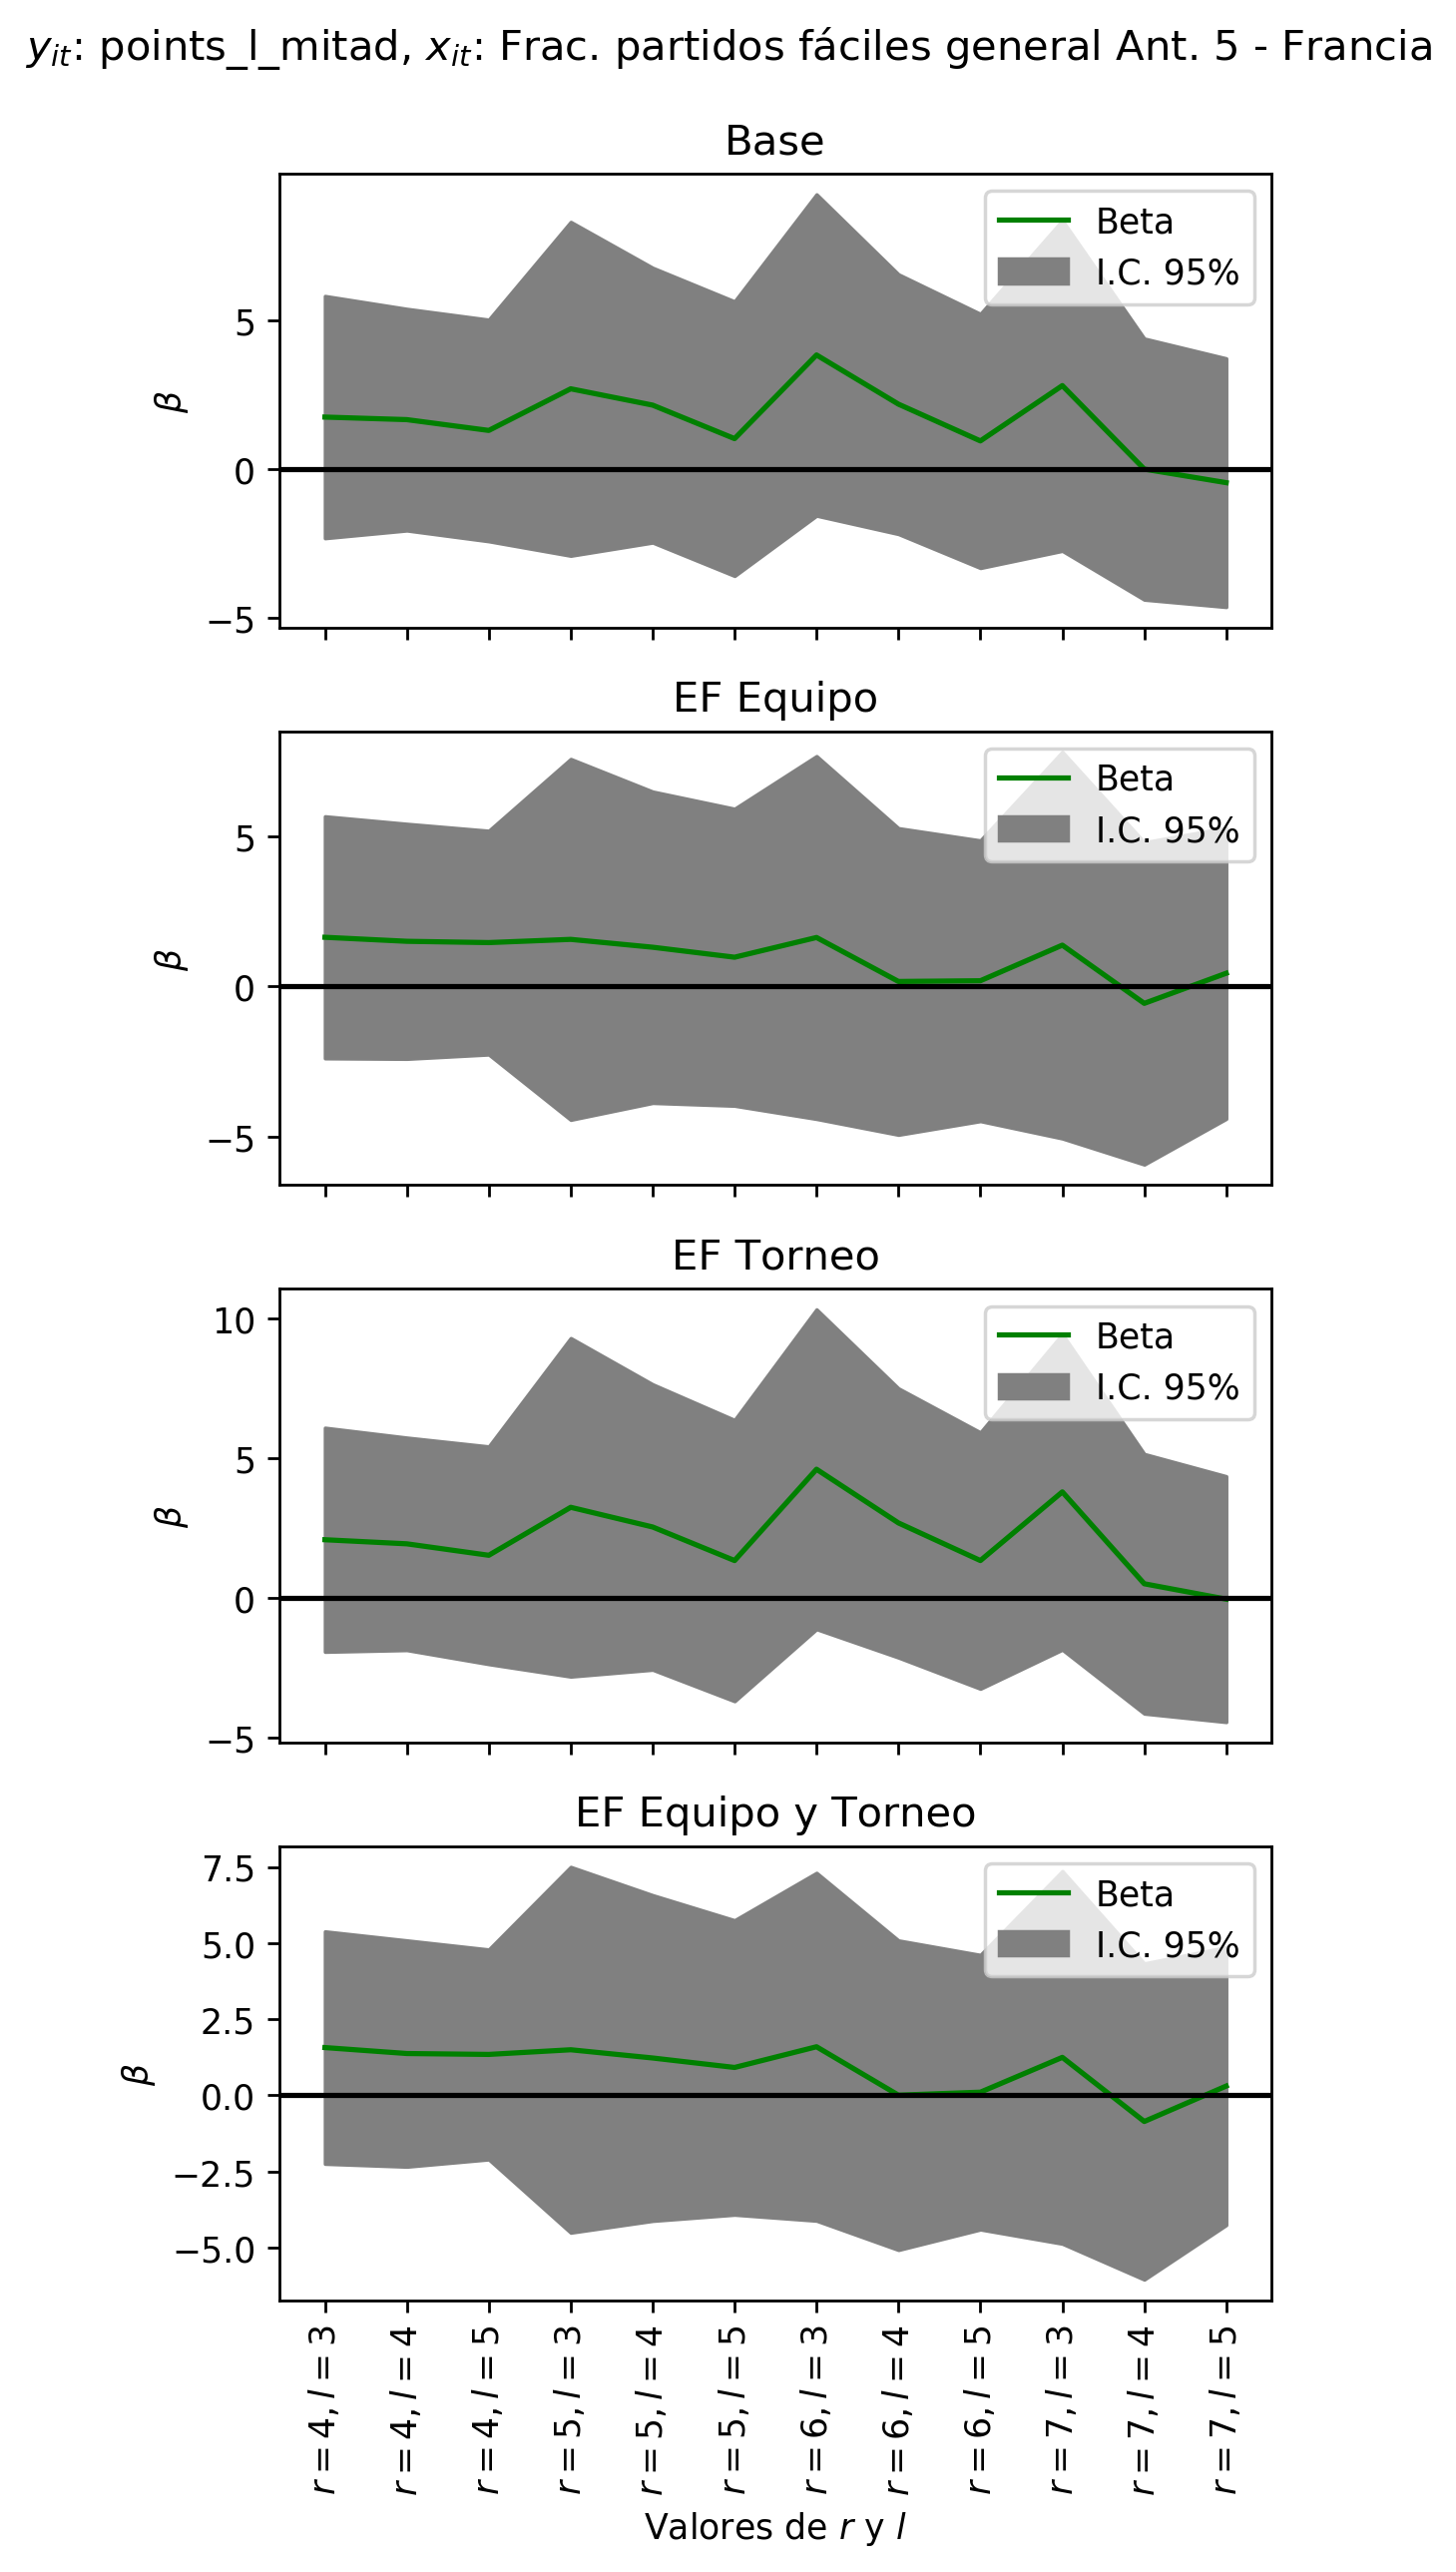 y_it: points_l_mitad, x_it: Frac. partidos fáciles general Ant. 5 - Francia
Base
Beta
I.C. 95%
5
0
−5
β
EF Equipo
Beta
I.C. 95%
5
0
−5
β
EF Torneo
Beta
I.C. 95%
10
5
0
−5
β
EF Equipo y Torneo
Beta
I.C. 95%
7.5
5.0
2.5
0.0
−2.5
−5.0
β
r = 4, l = 3
r = 4, l = 4
r = 4, l = 5
r = 5, l = 3
r = 5, l = 4
r = 5, l = 5
r = 6, l = 3
r = 6, l = 4
r = 6, l = 5
r = 7, l = 3
r = 7, l = 4
r = 7, l = 5
Valores de r y l